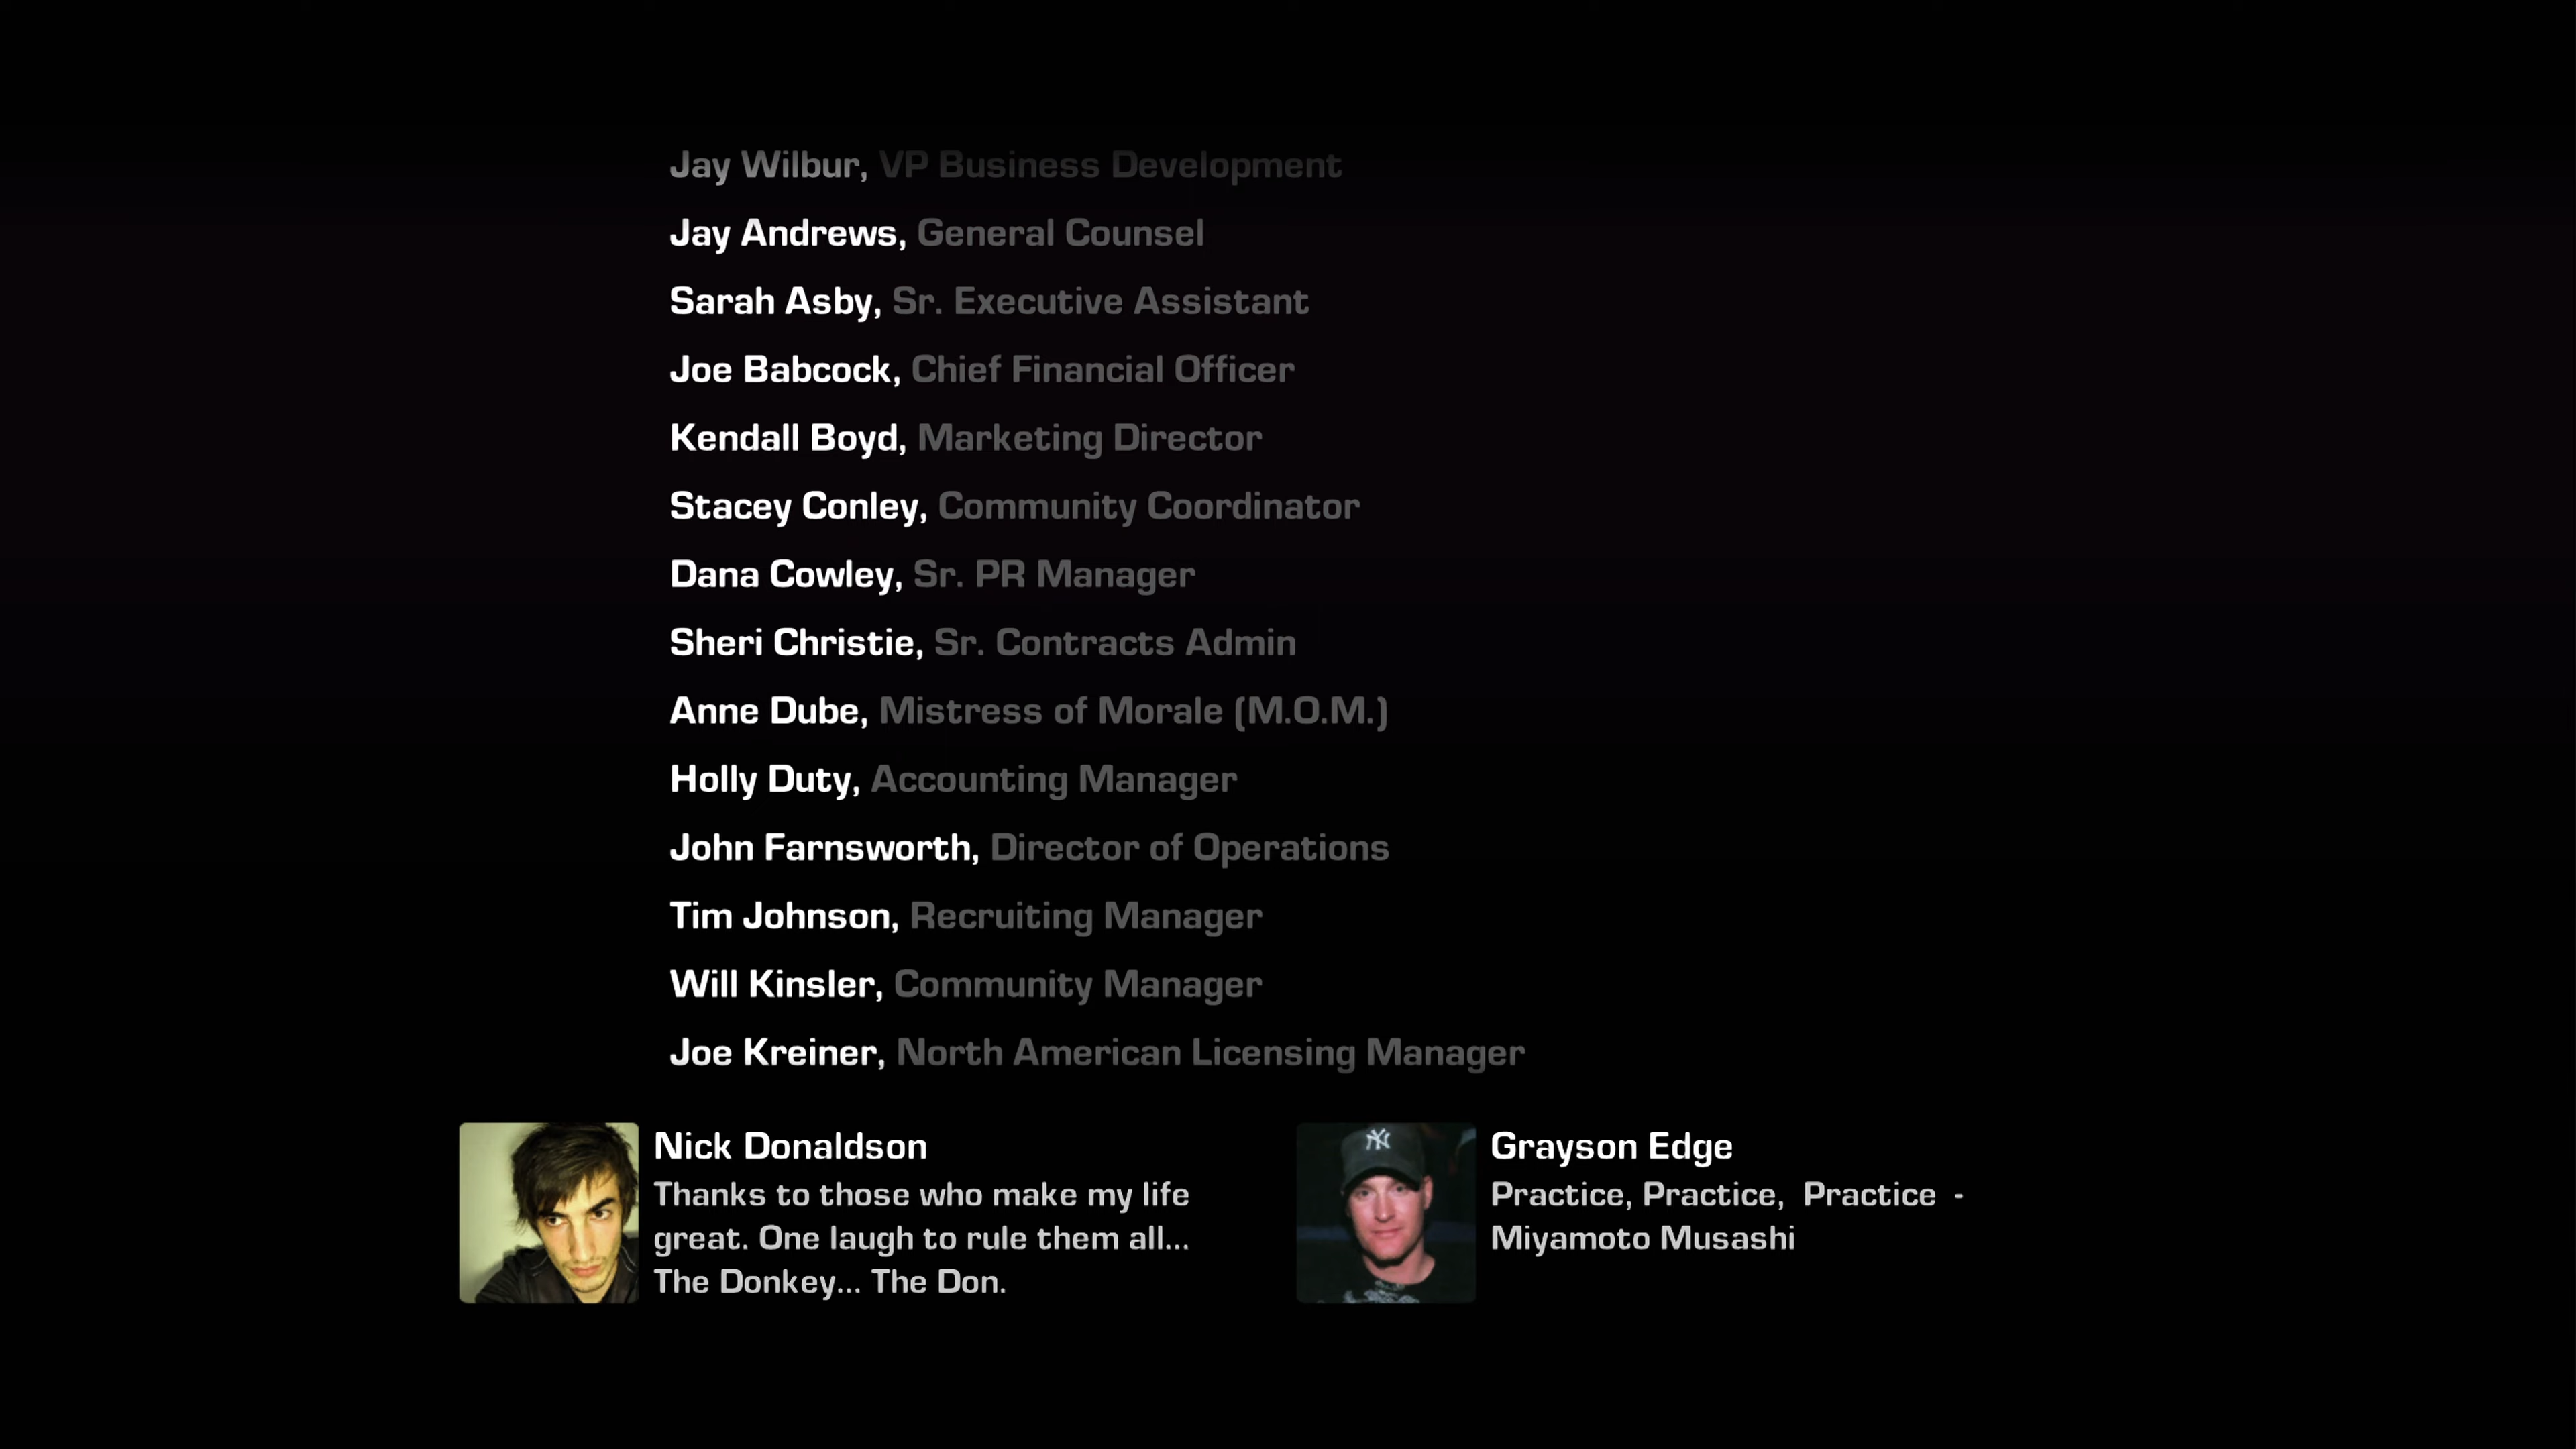 Jay Wilbur, VP Business Development
Jay Andrews, General Counsel
Sarah Asby, Sr. Executive Assistant
Joe Babcock, Chief Financial Officer
Kendall Boyd, Marketing Director
Stacey Conley, Community Coordinator
Dana Cowley, Sr. PR Manager
Sheri Christie, Sr. Contracts Admin
Anne Dube, Mistress of Morale (M.O.M.)
Holly Duty, Accounting Manager
John Farnsworth, Director of Operations
Tim Johnson, Recruiting Manager
Will Kinsler, Community Manager
Joe Kreiner, North American Licensing Manager
Nick Donaldson
Thanks to those who make my life
great. One laugh to rule them all...
The Donkey... The Don.
NY
Grayson Edge
Practice, Practice,  Practice  -
Miyamoto Musashi